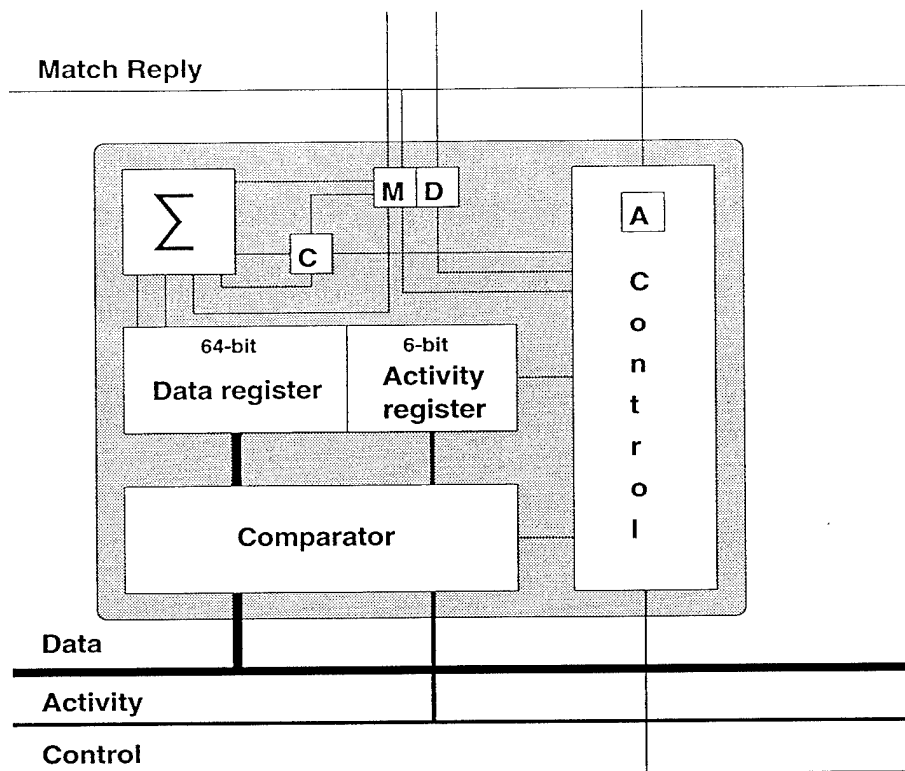 Match Reply
Σ
M D
A
C
64-bit
Data register
6-bit
Activity
register
C
o
n
t
r
o
l
Comparator
Data
Activity
Control